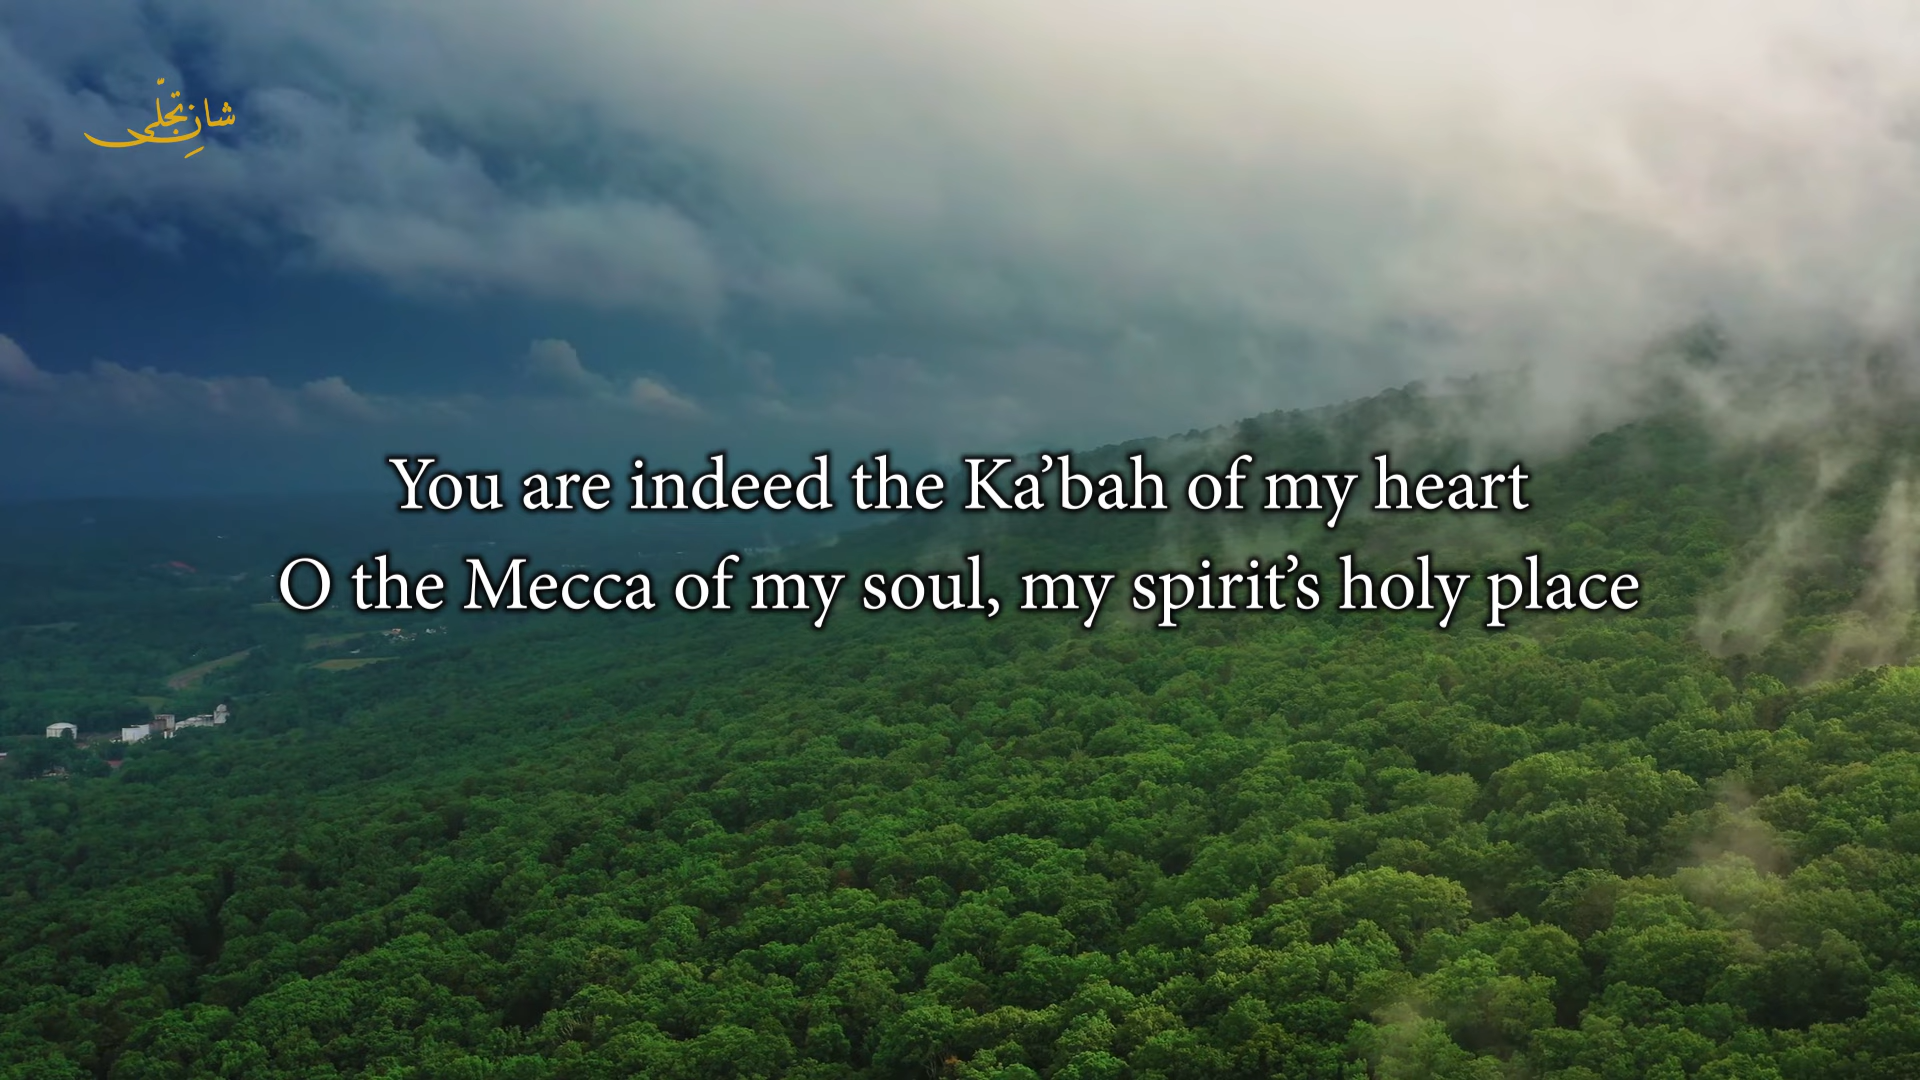 شانِ تجلّی
You are indeed the Ka’bah of my heart
O the Mecca of my soul, my spirit’s holy place